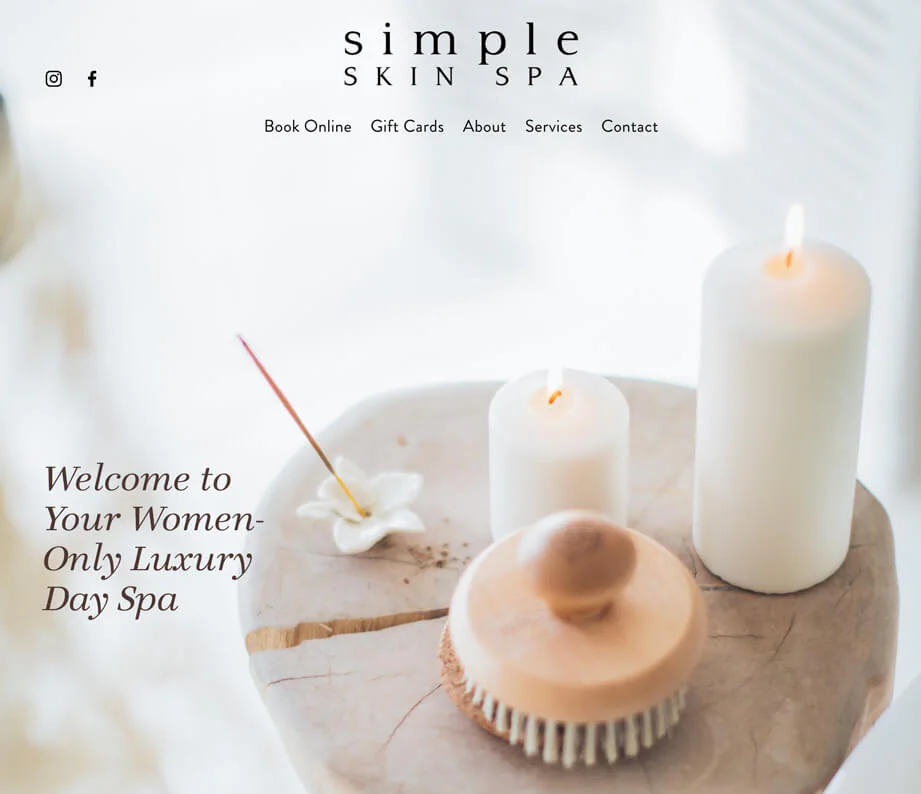 simple
SKIN SPA
Book Online Gift Cards About Services Contact
Welcome to
Your Women-
Only Luxury
Day Spa